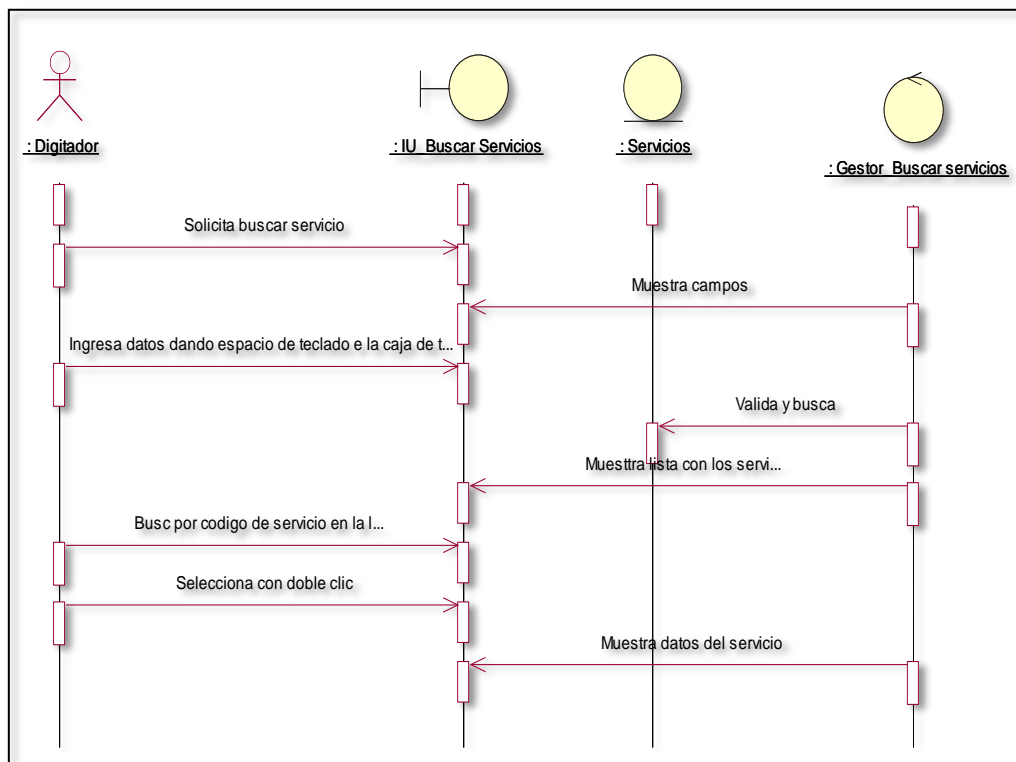 : Digitador
: IU_Buscar Servicios
: Servicios
: Gestor_Buscar servicios
Solicita buscar servicio
Muestra campos
Ingresa datos dando espacio de teclado e la caja de t...
Valida y busca
Muesttra lista con los servi...
Busc por codigo de servicio en la l...
Selecciona con doble clic
Muestra datos del servicio